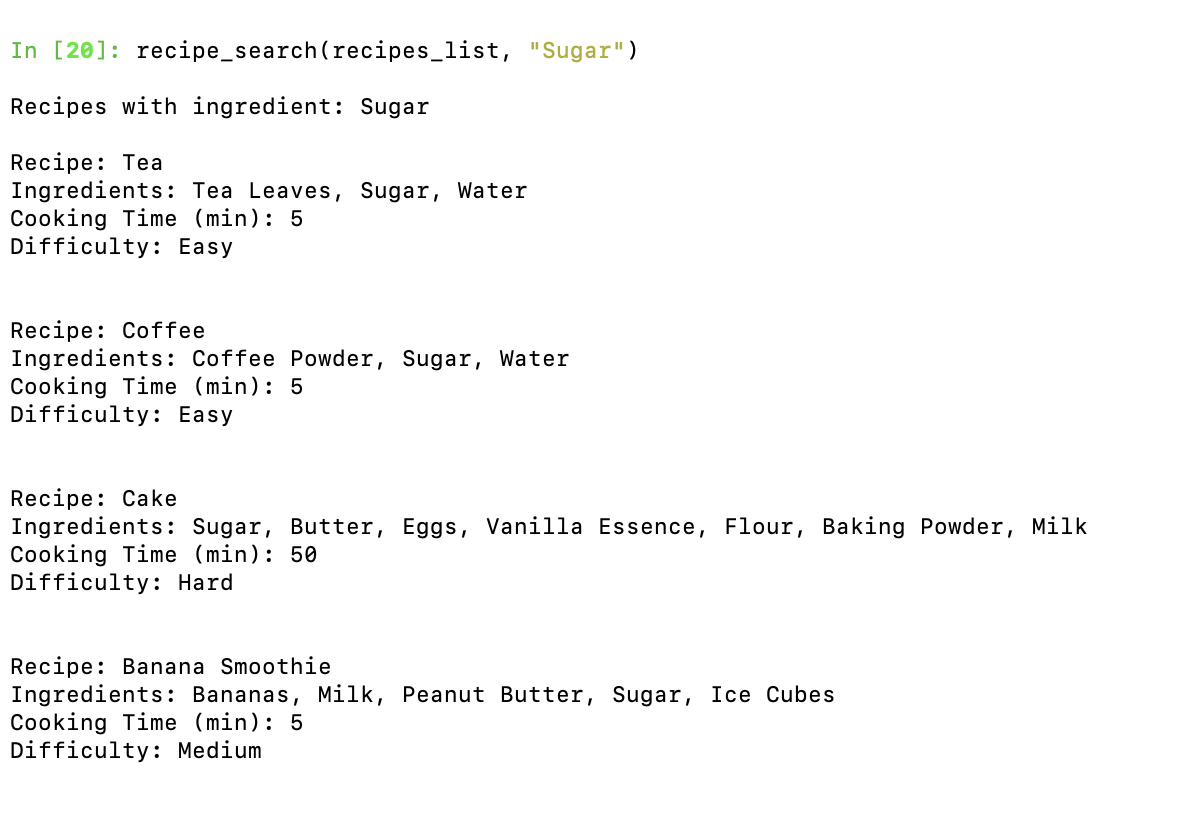 In [20]: recipe_search(recipes_list, "Sugar")
Recipes with ingredient: Sugar
Recipe: Tea
Ingredients: Tea Leaves, Sugar, Water
Cooking Time (min): 5
Difficulty: Easy
Recipe: Coffee
Ingredients: Coffee Powder, Sugar, Water
Cooking Time (min): 5
Difficulty: Easy
Recipe: Cake
Ingredients: Sugar, Butter, Eggs, Vanilla Essence, Flour, Baking Powder, Milk
Cooking Time (min): 50
Difficulty: Hard
Recipe: Banana Smoothie
Ingredients: Bananas, Milk, Peanut Butter, Sugar, Ice Cubes
Cooking Time (min): 5
Difficulty: Medium